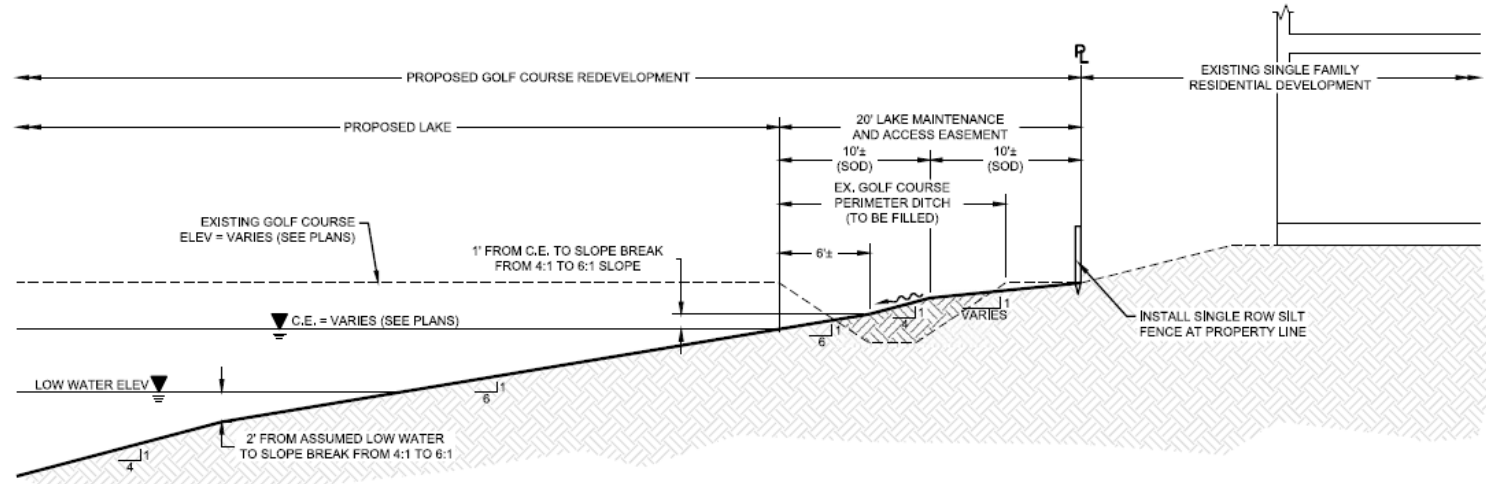 PL
PROPOSED GOLF COURSE REDEVELOPMENT
EXISTING SINGLE FAMILY
RESIDENTIAL DEVELOPMENT
PROPOSED LAKE
20' LAKE MAINTENANCE
AND ACCESS EASEMENT
10'±
(SOD)
10'±
(SOD)
EX. GOLF COURSE
PERIMETER DITCH
(TO BE FILLED)
EXISTING GOLF COURSE
ELEV = VARIES (SEE PLANS)
1' FROM C.E. TO SLOPE BREAK
FROM 4:1 TO 6:1 SLOPE
6'±
C.E. = VARIES (SEE PLANS)
1
4
1
VARIES
INSTALL SINGLE ROW SILT
FENCE AT PROPERTY LINE
1
6
LOW WATER ELEV
1
6
2' FROM ASSUMED LOW WATER
TO SLOPE BREAK FROM 4:1 TO 6:1
1
4